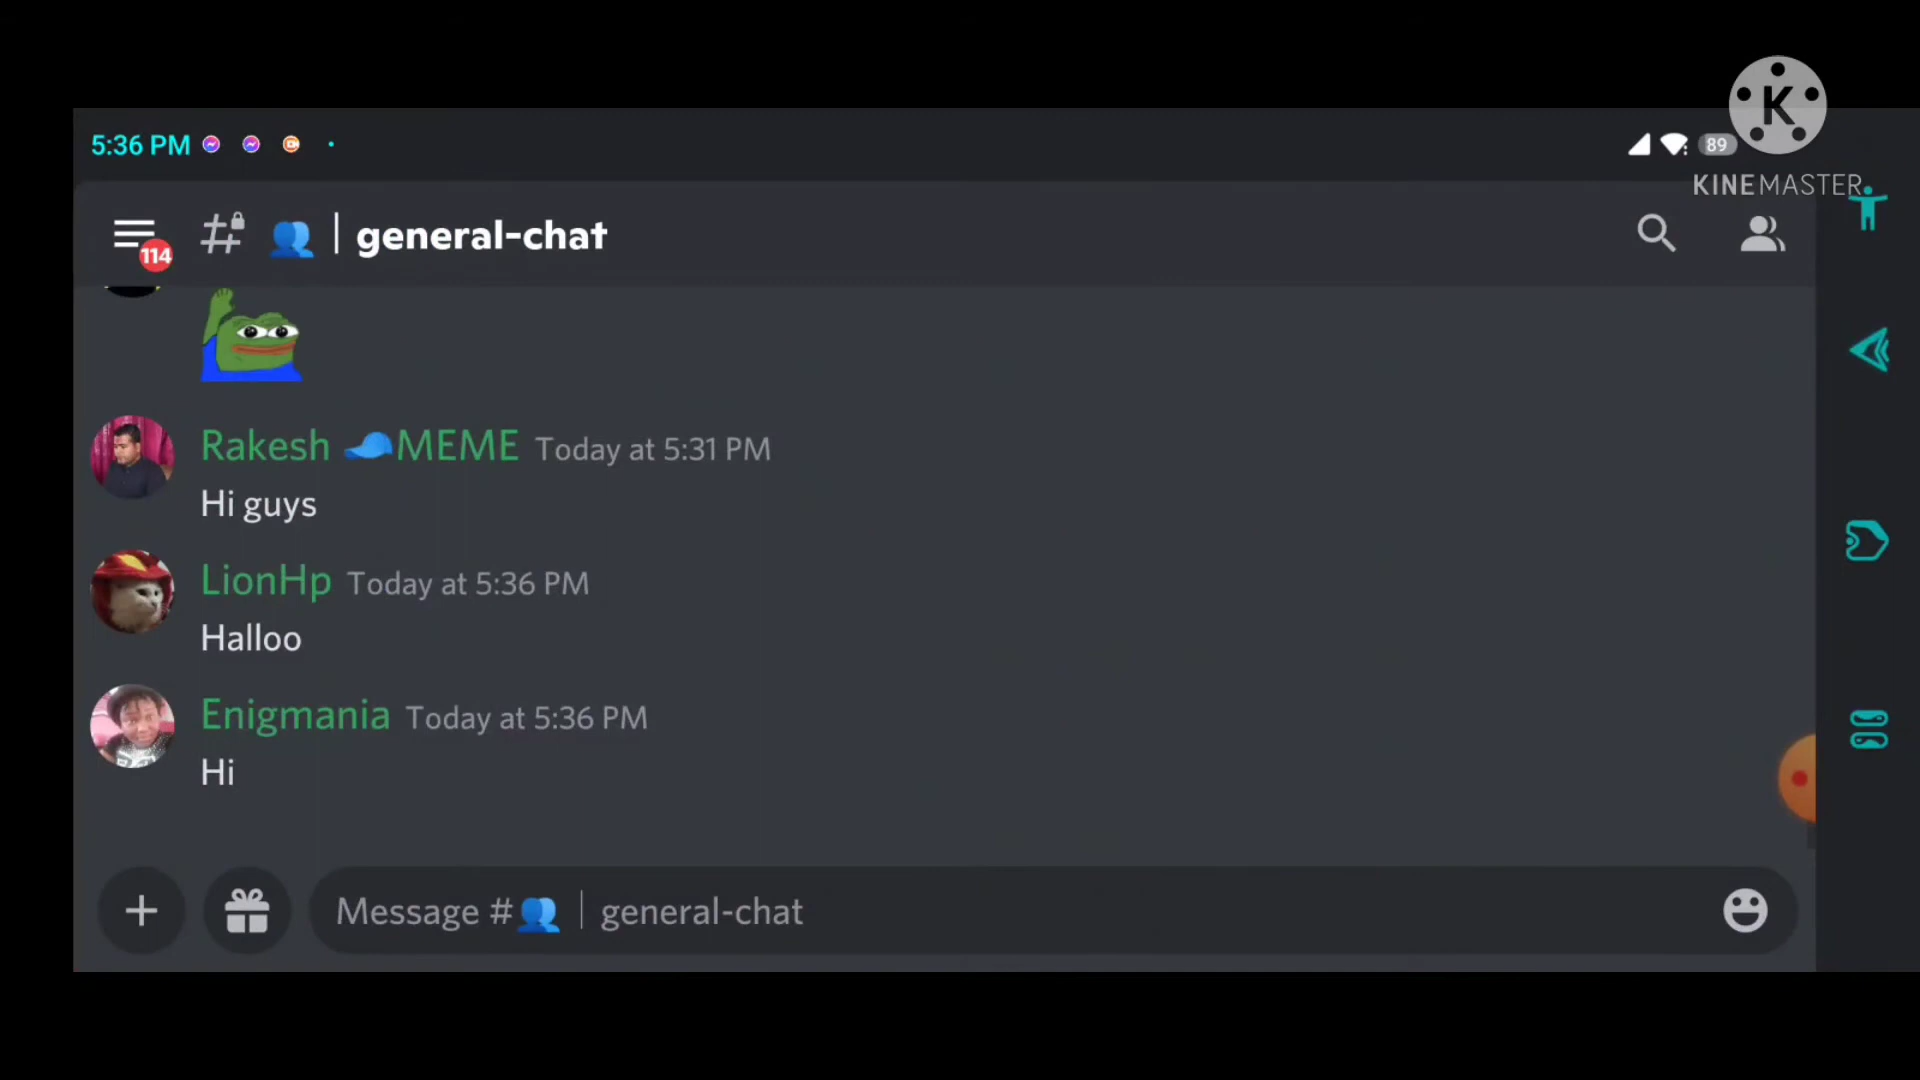 5:36 PM
89
KINEMASTER
114
# 👥 | general-chat
Rakesh 🧢MEME Today at 5:31 PM
Hi guys
LionHp Today at 5:36 PM
Halloo
Enigmania Today at 5:36 PM
Hi
Message #👥 | general-chat